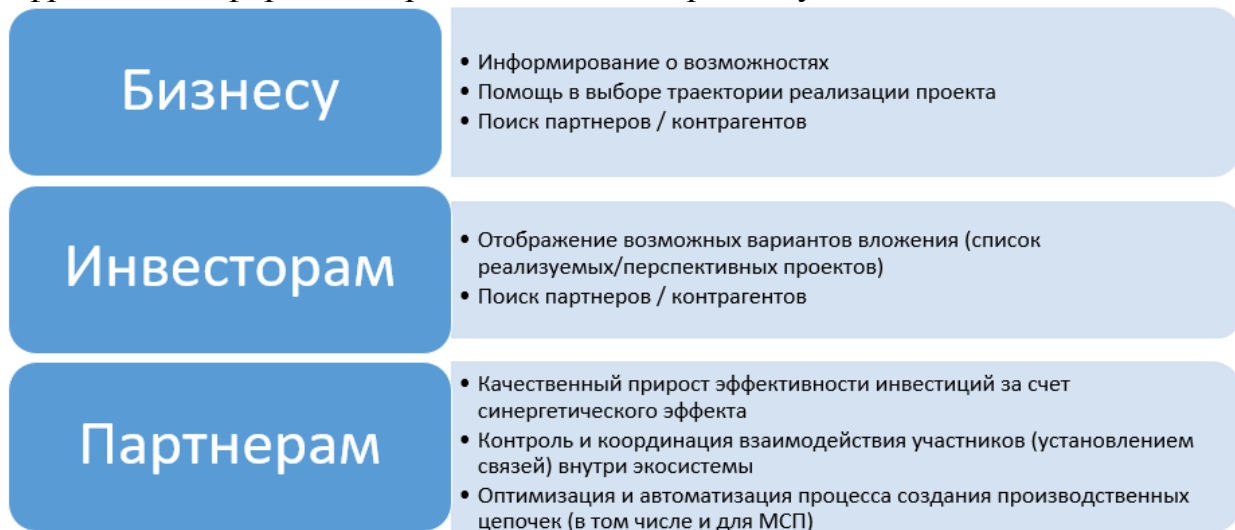 Бизнесу
• Информирование о возможностях
• Помощь в выборе траектории реализации проекта
• Поиск партнеров / контрагентов
Инвесторам
• Отображение возможных вариантов вложения (список
реализуемых/перспективных проектов)
• Поиск партнеров / контрагентов
Партнерам
• Качественный прирост эффективности инвестиций за счет
синергетического эффекта
• Контроль и координация взаимодействия участников (установлением
связей) внутри экосистемы
• Оптимизация и автоматизация процесса создания производственных
цепочек (в том числе и для МСП)